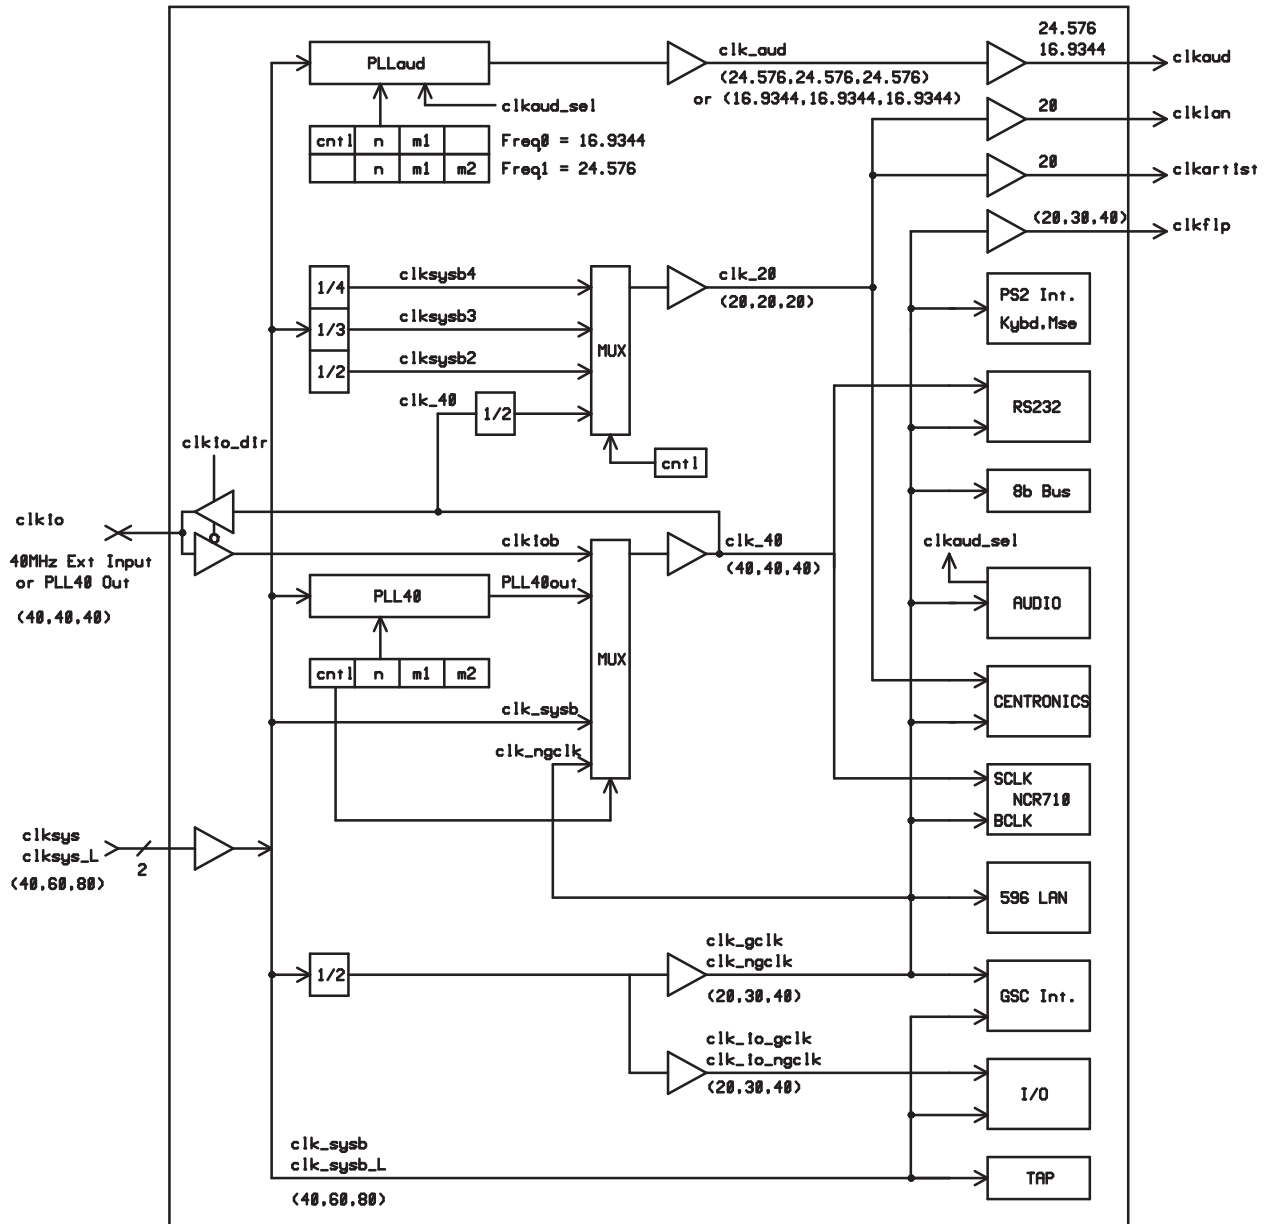 24.576
16.9344
clkaud
PLLaud
clk_aud
(24.576,24.576,24.576)
or (16.9344,16.9344,16.9344)
clkaud_sel
20
clklan
cntl n m1 Freq0 = 16.9344
n m1 m2 Freq1 = 24.576
20
clkartist
(20,30,40)
clkflp
1/4
clksysb4
clk_20
(20,20,20)
PS2 Int.
Kybd,Mse
1/3
clksysb3
MUX
1/2
clksysb2
clk_40
1/2
RS232
cntl
clkio_dir
8b Bus
clkio
40MHz Ext Input
or PLL40 Out
(40,40,40)
clkiob
clk_40
(40,40,40)
clkaud_sel
PLL40
PLL40out
AUDIO
MUX
cntl n m1 m2
clk_sysb
CENTRONICS
clk_ngclk
SCLK
NCR710
BCLK
clksys
clksys_L
2
(40,60,80)
596 LAN
1/2
clk_gclk
clk_ngclk
(20,30,40)
GSC Int.
clk_io_gclk
clk_io_ngclk
(20,30,40)
I/O
clk_sysb
clk_sysb_L
(40,60,80)
TAP